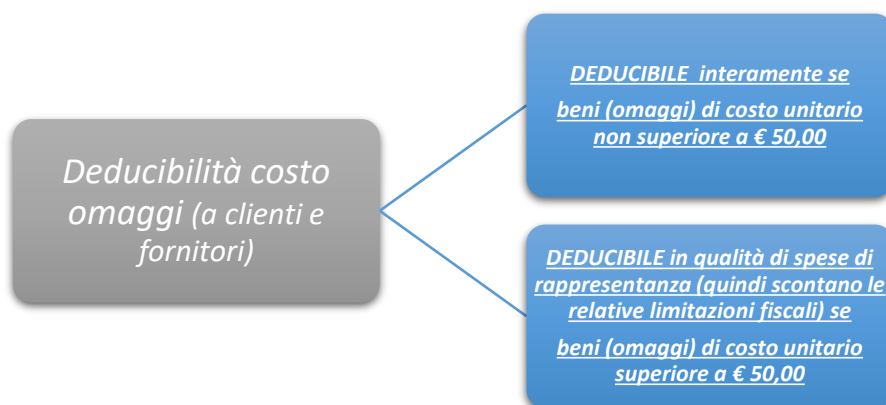 Deducibilità costo
omaggi (a clienti e
fornitori)
DEDUCIBILE interamente se
beni (omaggi) di costo unitario
non superiore a € 50,00
DEDUCIBILE in qualità di spese di
rappresentanza (quindi scontano le
relative limitazioni fiscali) se
beni (omaggi) di costo unitario
superiore a € 50,00